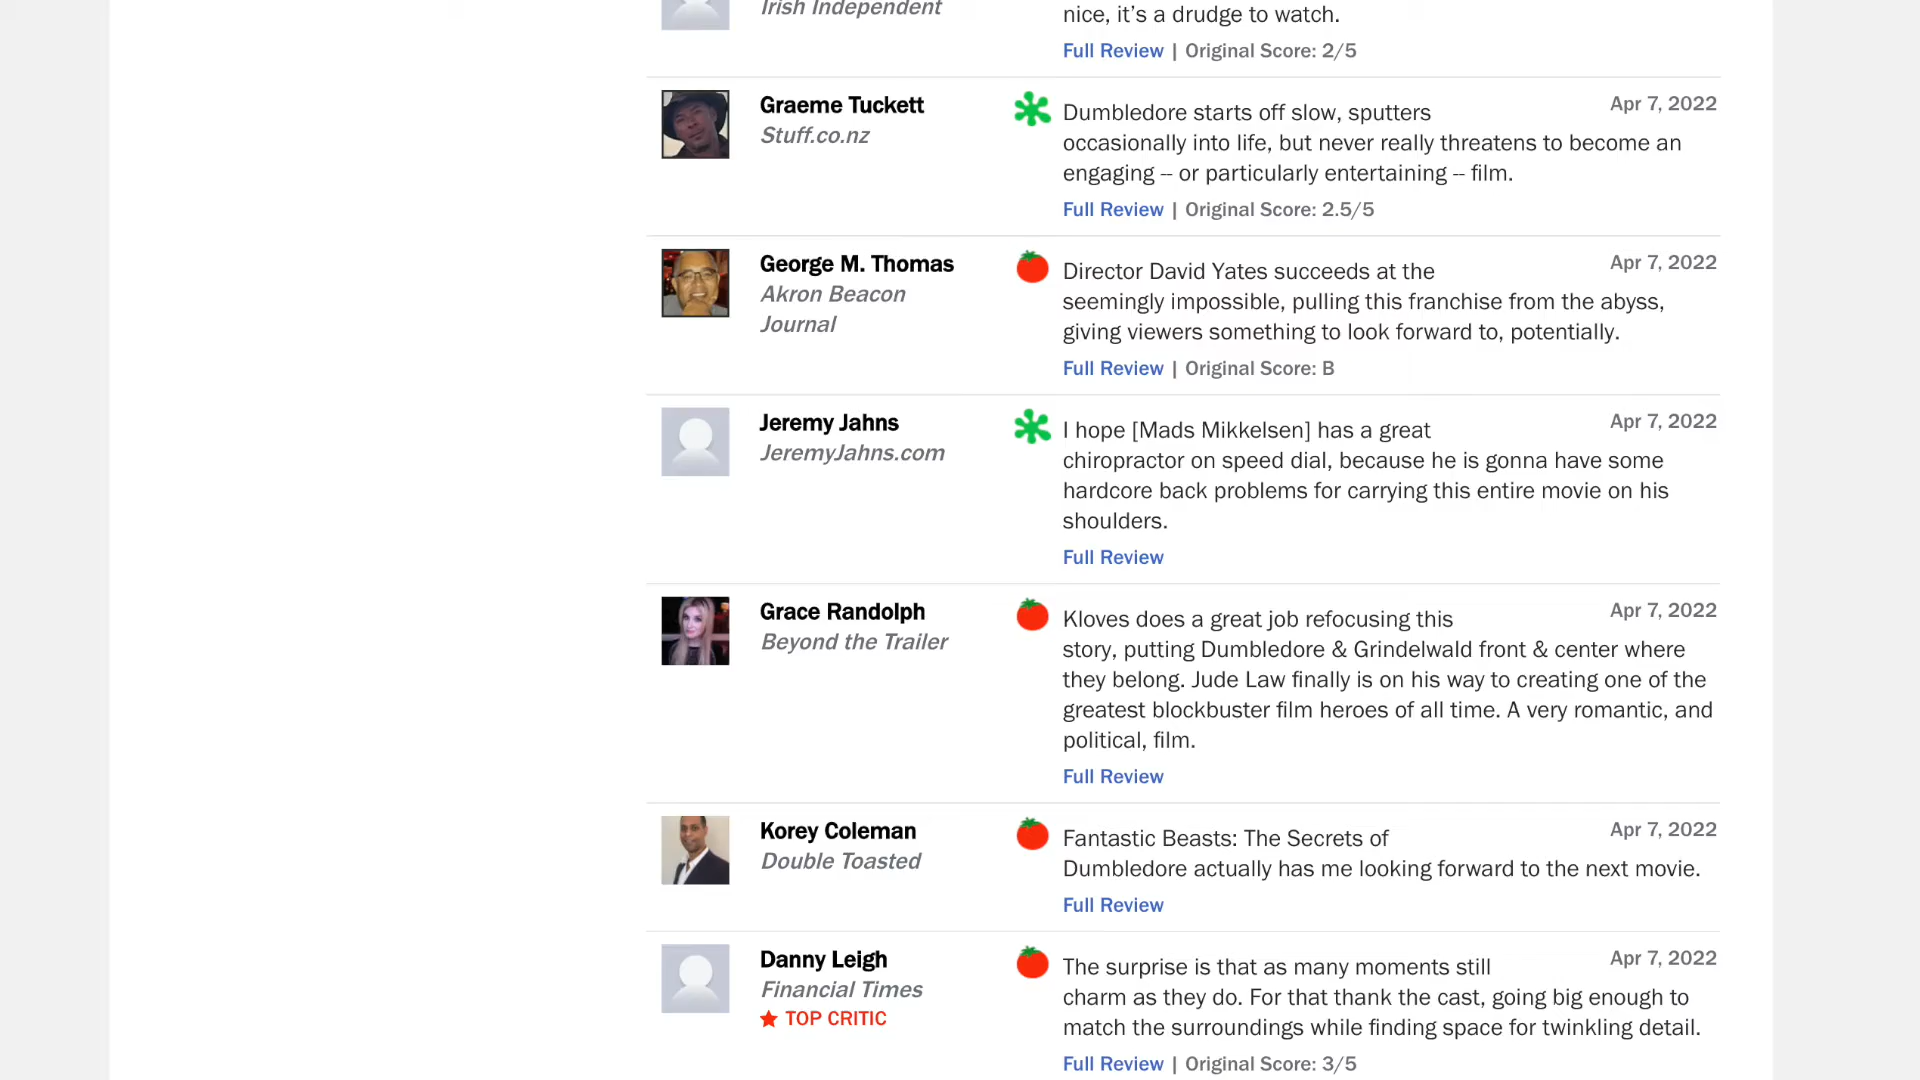 Irish Independent
nice, it's a drudge to watch.
Full Review | Original Score: 2/5
Graeme Tuckett
Stuff.co.nz
Dumbledore starts off slow, sputters
occasionally into life, but never really threatens to become an
engaging -- or particularly entertaining -- film.
Full Review | Original Score: 2.5/5
Apr 7, 2022
George M. Thomas
Akron Beacon
Journal
Director David Yates succeeds at the
seemingly impossible, pulling this franchise from the abyss,
giving viewers something to look forward to, potentially.
Full Review | Original Score: B
Apr 7, 2022
Jeremy Jahns
JeremyJahns.com
I hope [Mads Mikkelsen] has a great
chiropractor on speed dial, because he is gonna have some
hardcore back problems for carrying this entire movie on his
shoulders.
Full Review
Apr 7, 2022
Grace Randolph
Beyond the Trailer
Kloves does a great job refocusing this
story, putting Dumbledore & Grindelwald front & center where
they belong. Jude Law finally is on his way to creating one of the
greatest blockbuster film heroes of all time. A very romantic, and
political, film.
Full Review
Apr 7, 2022
Korey Coleman
Double Toasted
Fantastic Beasts: The Secrets of
Dumbledore actually has me looking forward to the next movie.
Full Review
Apr 7, 2022
Danny Leigh
Financial Times
TOP CRITIC
The surprise is that as many moments still
charm as they do. For that thank the cast, going big enough to
match the surroundings while finding space for twinkling detail.
Full Review | Original Score: 3/5
Apr 7, 2022